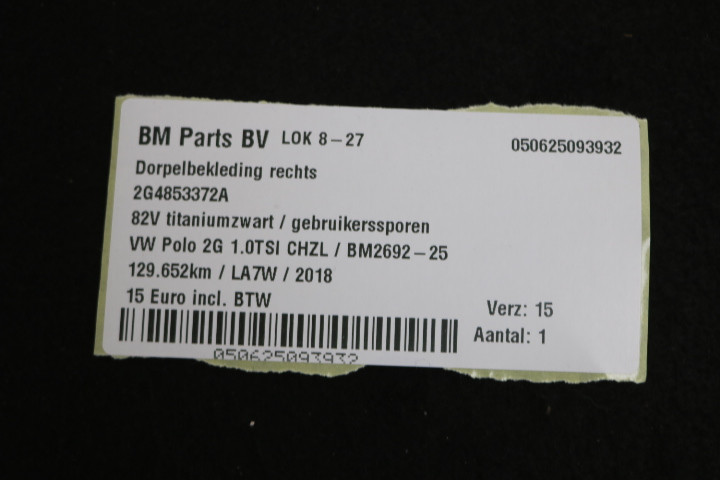 BM Parts BV LOK 8-27 050625093932
Dorpelbekleding rechts
2G4853372A
82V titaniumzwart / gebruikerssporen
VW Polo 2G 1.0TSI CHZL / BM2692-25
129.652km / LA7W / 2018
15 Euro incl. BTW
Verz: 15
Aantal: 1
050625093932